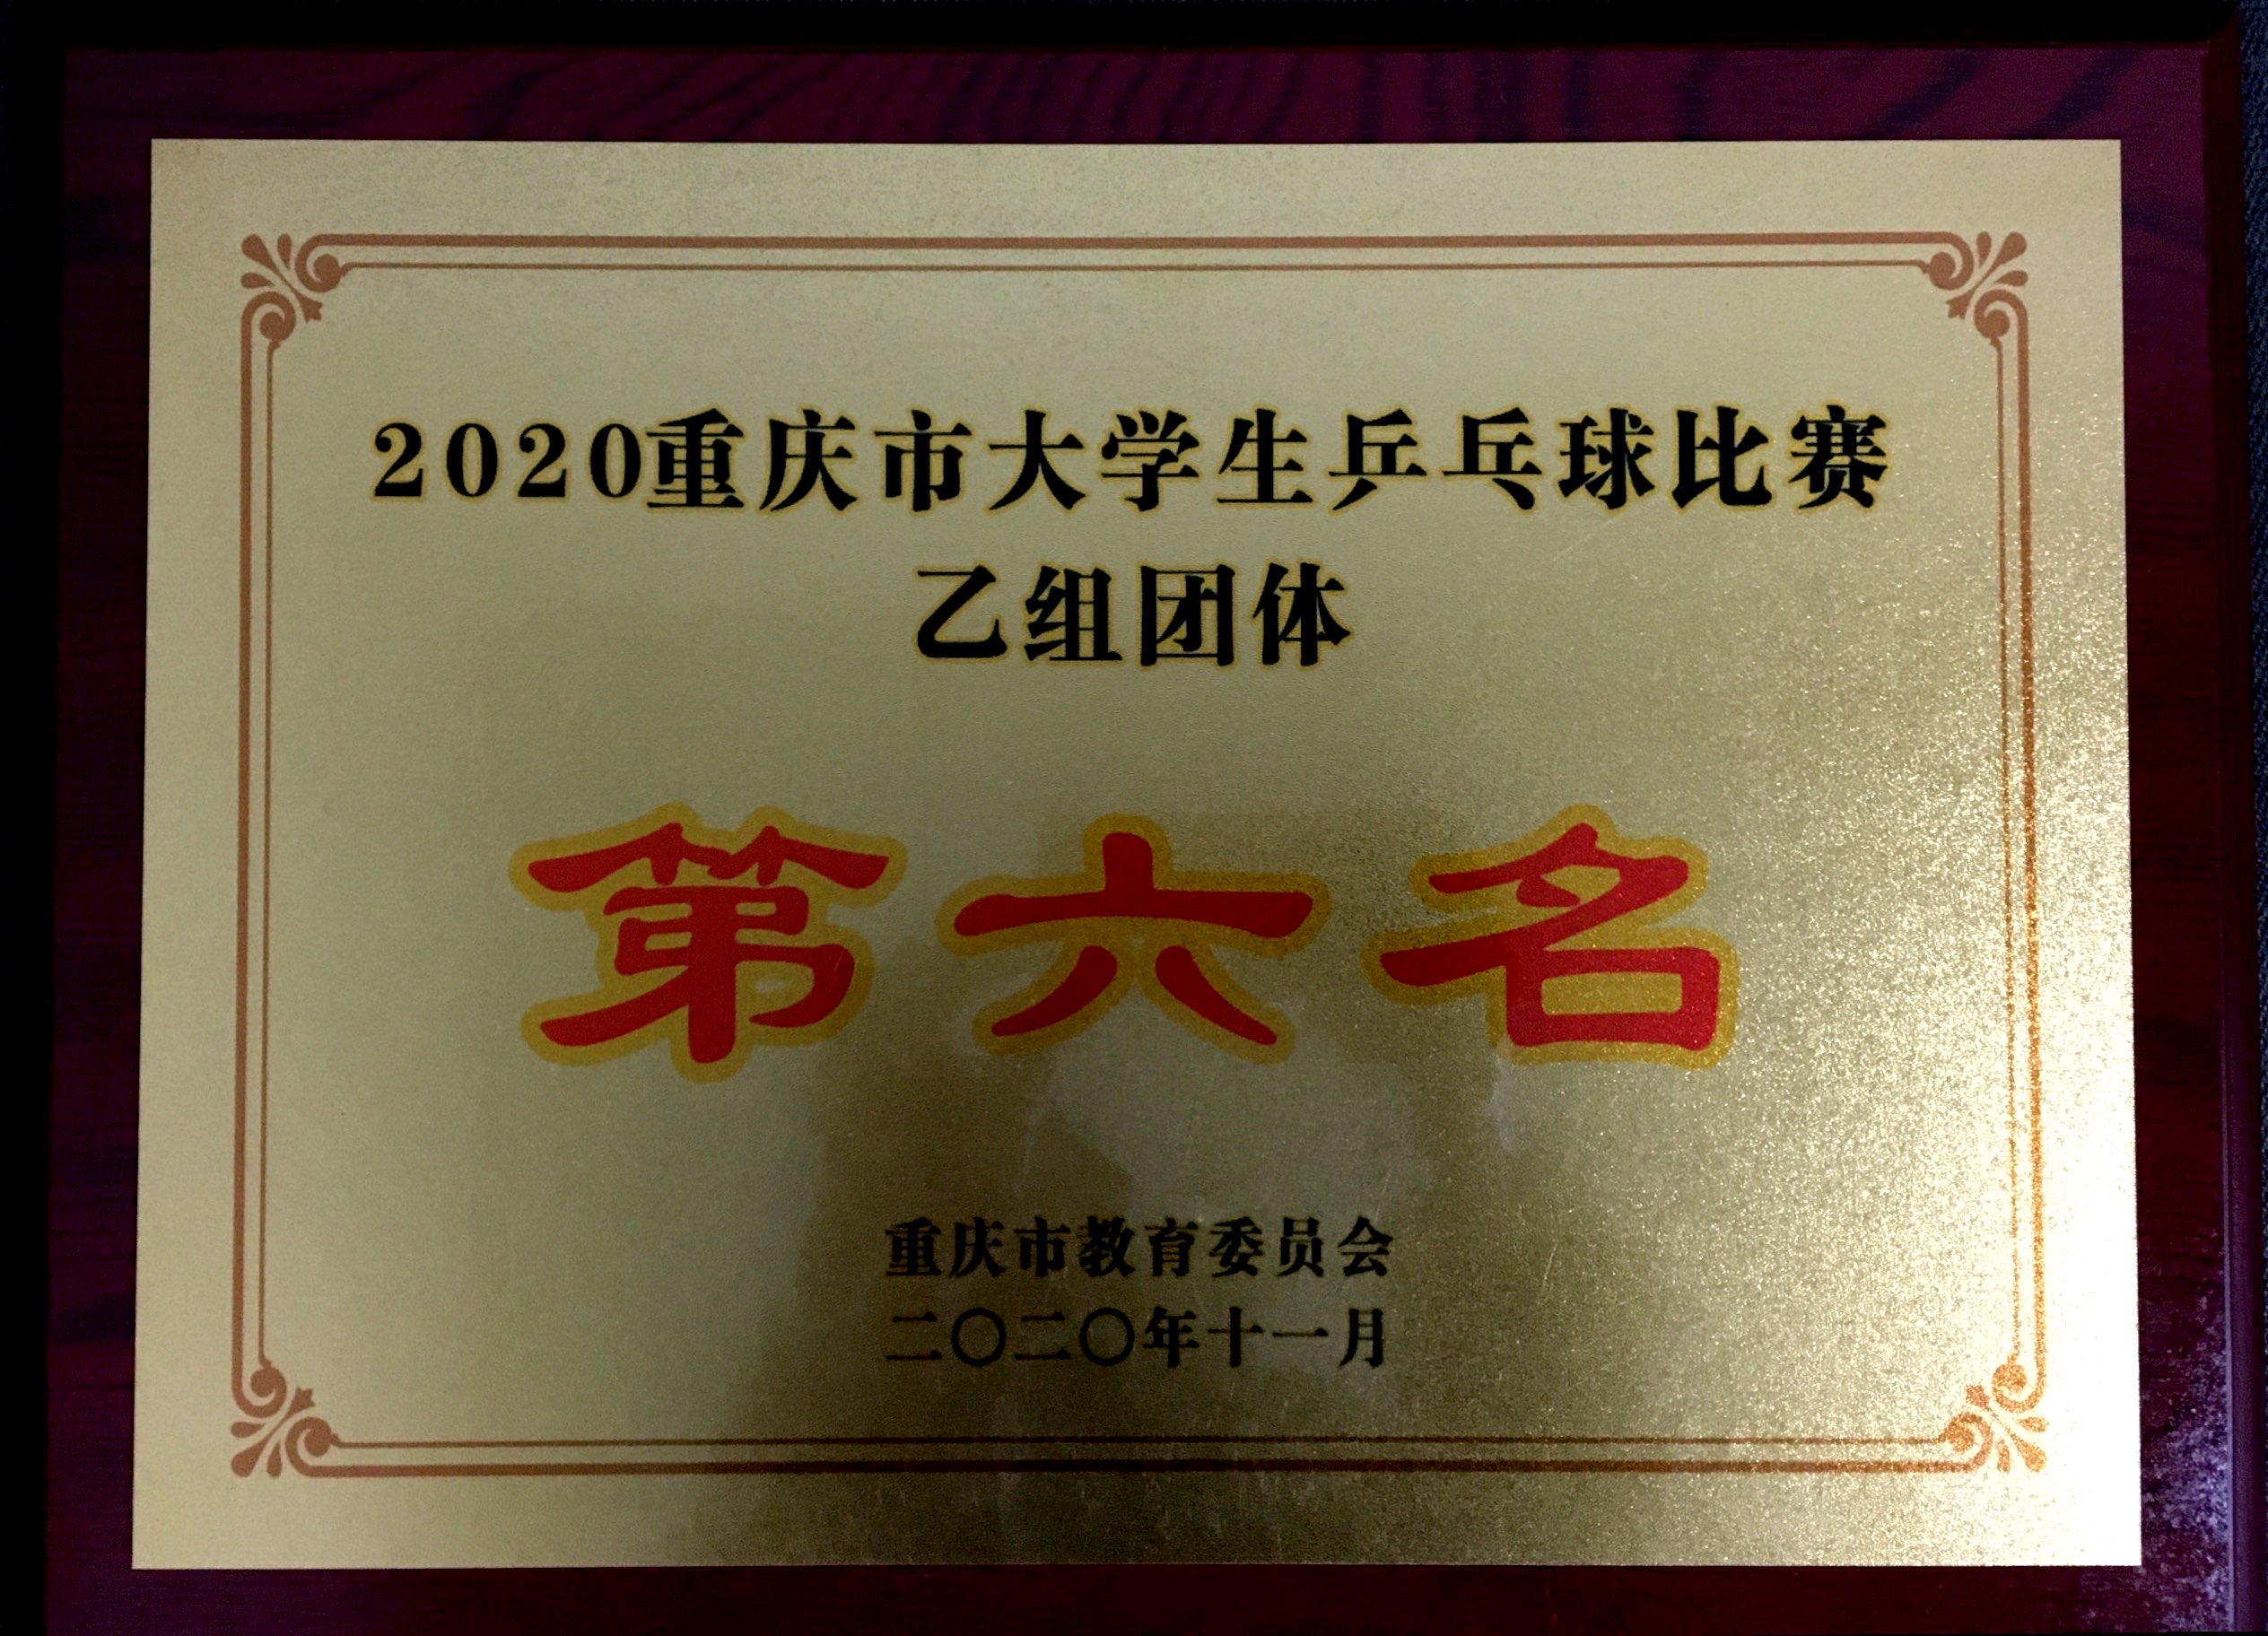 2020重庆市大学生乒乓球比赛
乙组团体
第六名
重庆市教育委员会
二〇二〇年十一月